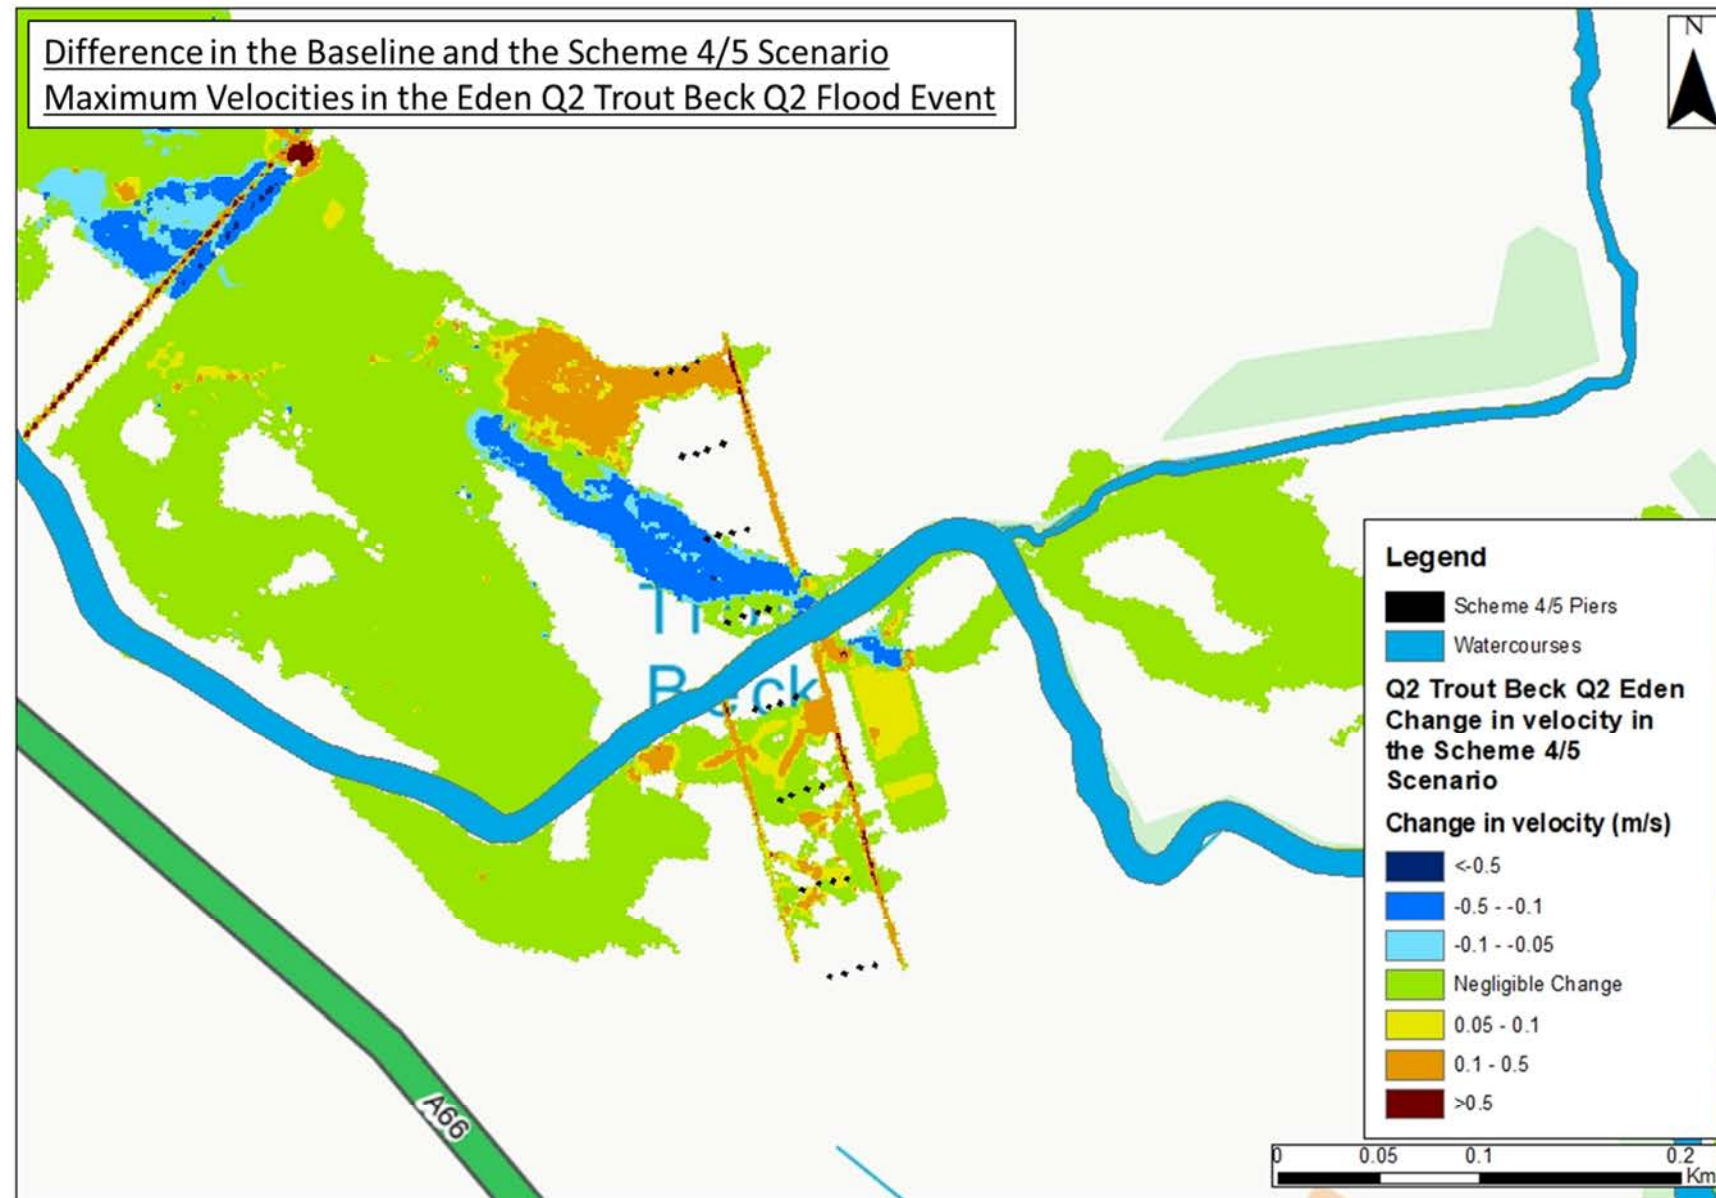 Difference in the Baseline and the Scheme 4/5 Scenario
Maximum Velocities in the Eden Q2 Trout Beck Q2 Flood Event
N
Beck
A66
Legend
Scheme 4/5 Piers
Watercourses
Q2 Trout Beck Q2 Eden
Change in velocity in
the Scheme 4/5
Scenario
Change in velocity (m/s)
<-0.5
-0.5 - -0.1
-0.1 - -0.05
Negligible Change
0.05 - 0.1
0.1 - 0.5
>0.5
0 0.05 0.1 0.2
Km